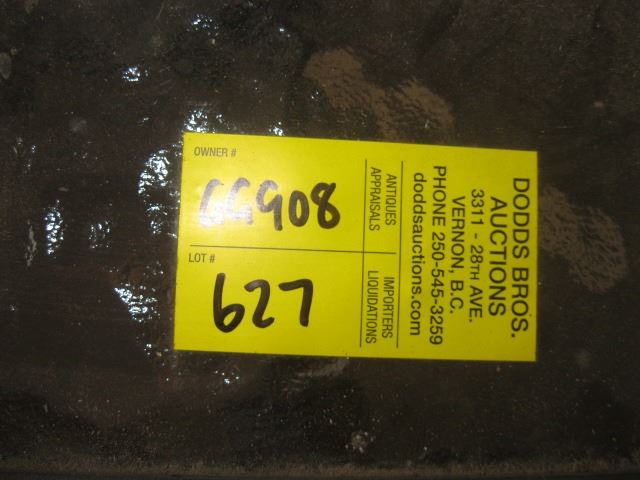 DODDS BROS.
AUCTIONS
3311 - 28TH AVE.
VERNON, B.C.
PHONE 250-545-3259
doddsauctions.com
ANTIQUES
APPRAISALS
IMPORTERS
LIQUIDATIONS
OWNER #
GG908
LOT #
627